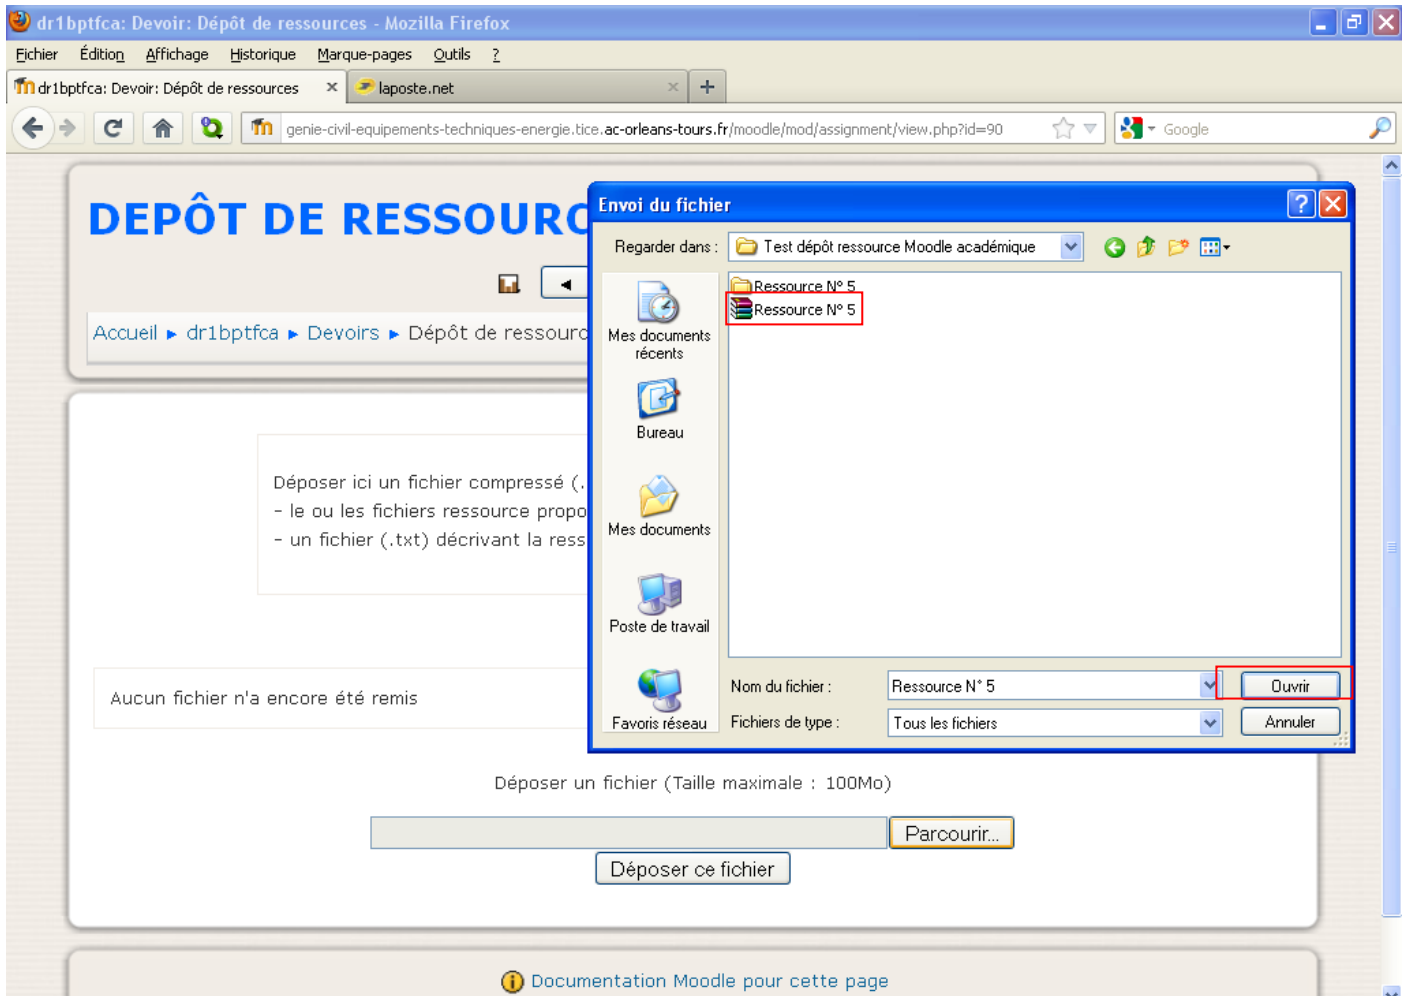 dr1bptfca: Devoir: Dépôt de ressources - Mozilla Firefox
Fichier Édition Affichage Historique Marque-pages Outils ?
dr1bptfca: Devoir: Dépôt de ressources × laposte.net × +
genie-civil-equipements-techniques-energie.tice.ac-orleans-tours.fr/moodle/mod/assignment/view.php?id=90 Google
DEPÔT DE RESSOURC
Accueil ► dr1bptfca ► Devoirs ► Dépôt de ressourc
Déposer ici un fichier compressé (.
- le ou les fichiers ressource propo
- un fichier (.txt) décrivant la ress
Aucun fichier n'a encore été remis
Envoi du fichier
Regarder dans : Test dépôt ressource Moodle académique
Ressource N° 5
Ressource N° 5
Mes documents
récents
Bureau
Mes documents
Poste de travail
Favoris réseau
Nom du fichier : Ressource N° 5 Ouvrir
Fichiers de type : Tous les fichiers Annuler
Déposer un fichier (Taille maximale : 100Mo)
Parcourir...
Déposer ce fichier
Documentation Moodle pour cette page